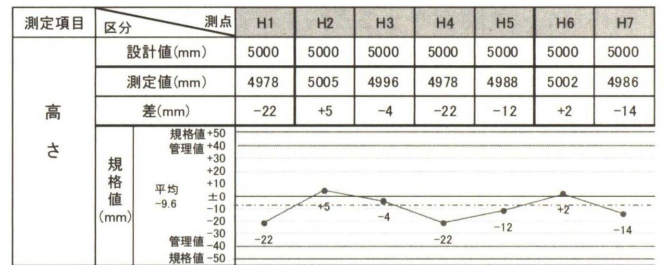 測定項目 区分 測点 H1 H2 H3 H4 H5 H6 H7
設計値(mm) 5000 5000 5000 5000 5000 5000 5000
測定値(mm) 4978 5005 4996 4978 4988 5002 4986
高さ 差(mm) -22 +5 -4 -22 -12 +2 -14
規格値(mm)
平均
-9.6
規格値 +50
管理値 +40
+30
+20
+10
±0
-10
-20
-30
管理値 -40
規格値 -50
-22 +5 -4 -22 -12 +2 -14